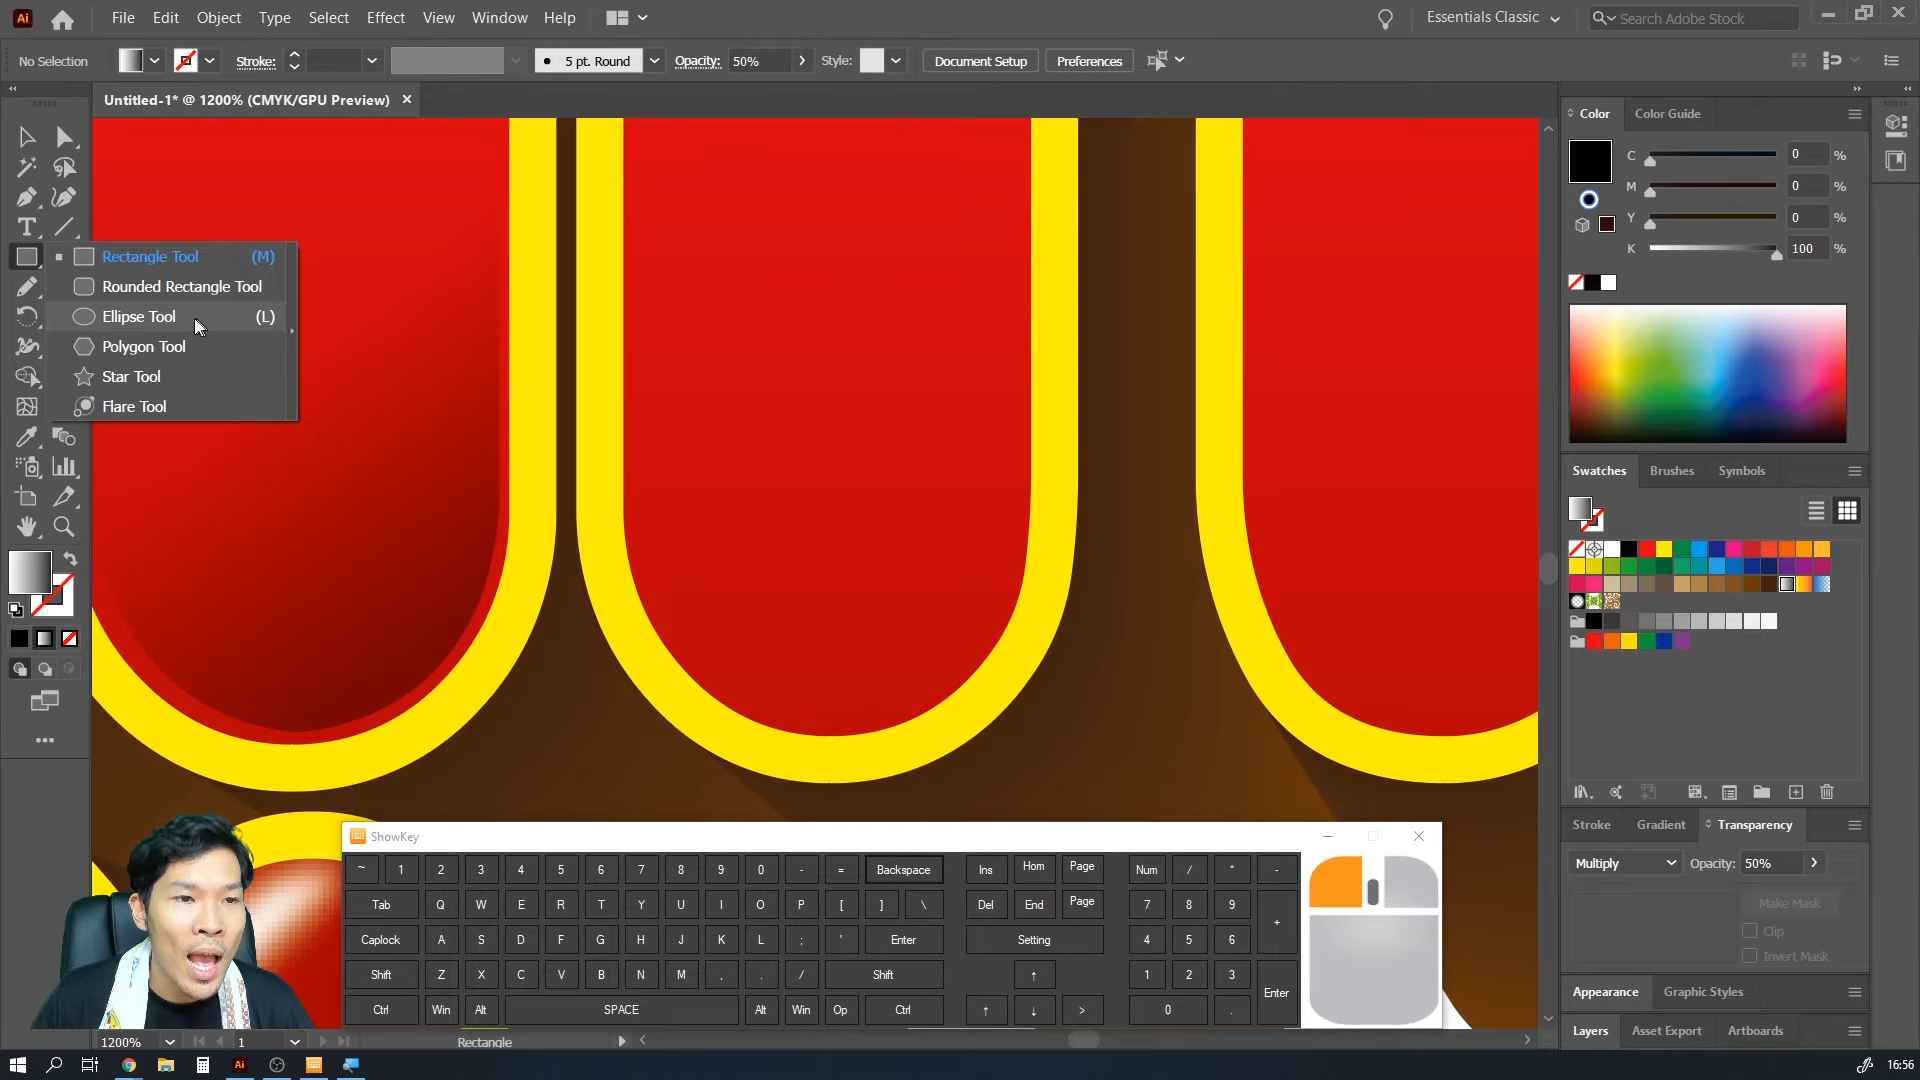 Ai File Edit Object Type Select Effect View Window Help Essentials Classic Search Adobe Stock
No Selection Stroke: 5 pt. Round Opacity: 50% Style: Document Setup Preferences
Untitled-1* @ 1200% (CMYK/GPU Preview) ×
Color Color Guide
C 0 %
M 0 %
Y 0 %
K 100 %
Rectangle Tool (M)
Rounded Rectangle Tool
Ellipse Tool (L)
Polygon Tool
Star Tool
Flare Tool
Swatches Brushes Symbols
Stroke Gradient Transparency
Multiply Opacity: 50%
Make Mask
Clip
Invert Mask
Appearance Graphic Styles
Layers Asset Export Artboards
ShowKey
~ 1 2 3 4 5 6 7 8 9 0 - = Backspace Ins Hom Page Num / * -
Tab Q W E R T Y U I O P [ ] \ Del End Page 7 8 9 +
Caplock A S D F G H J K L ; ' Enter Setting 4 5 6
Shift Z X C V B N M , . / Shift ↑ 1 2 3 Enter
Ctrl Win Alt SPACE Alt Win Op Ctrl ↑ ↓ > 0 .
1200% 1 Rectangle
Ai 16:56